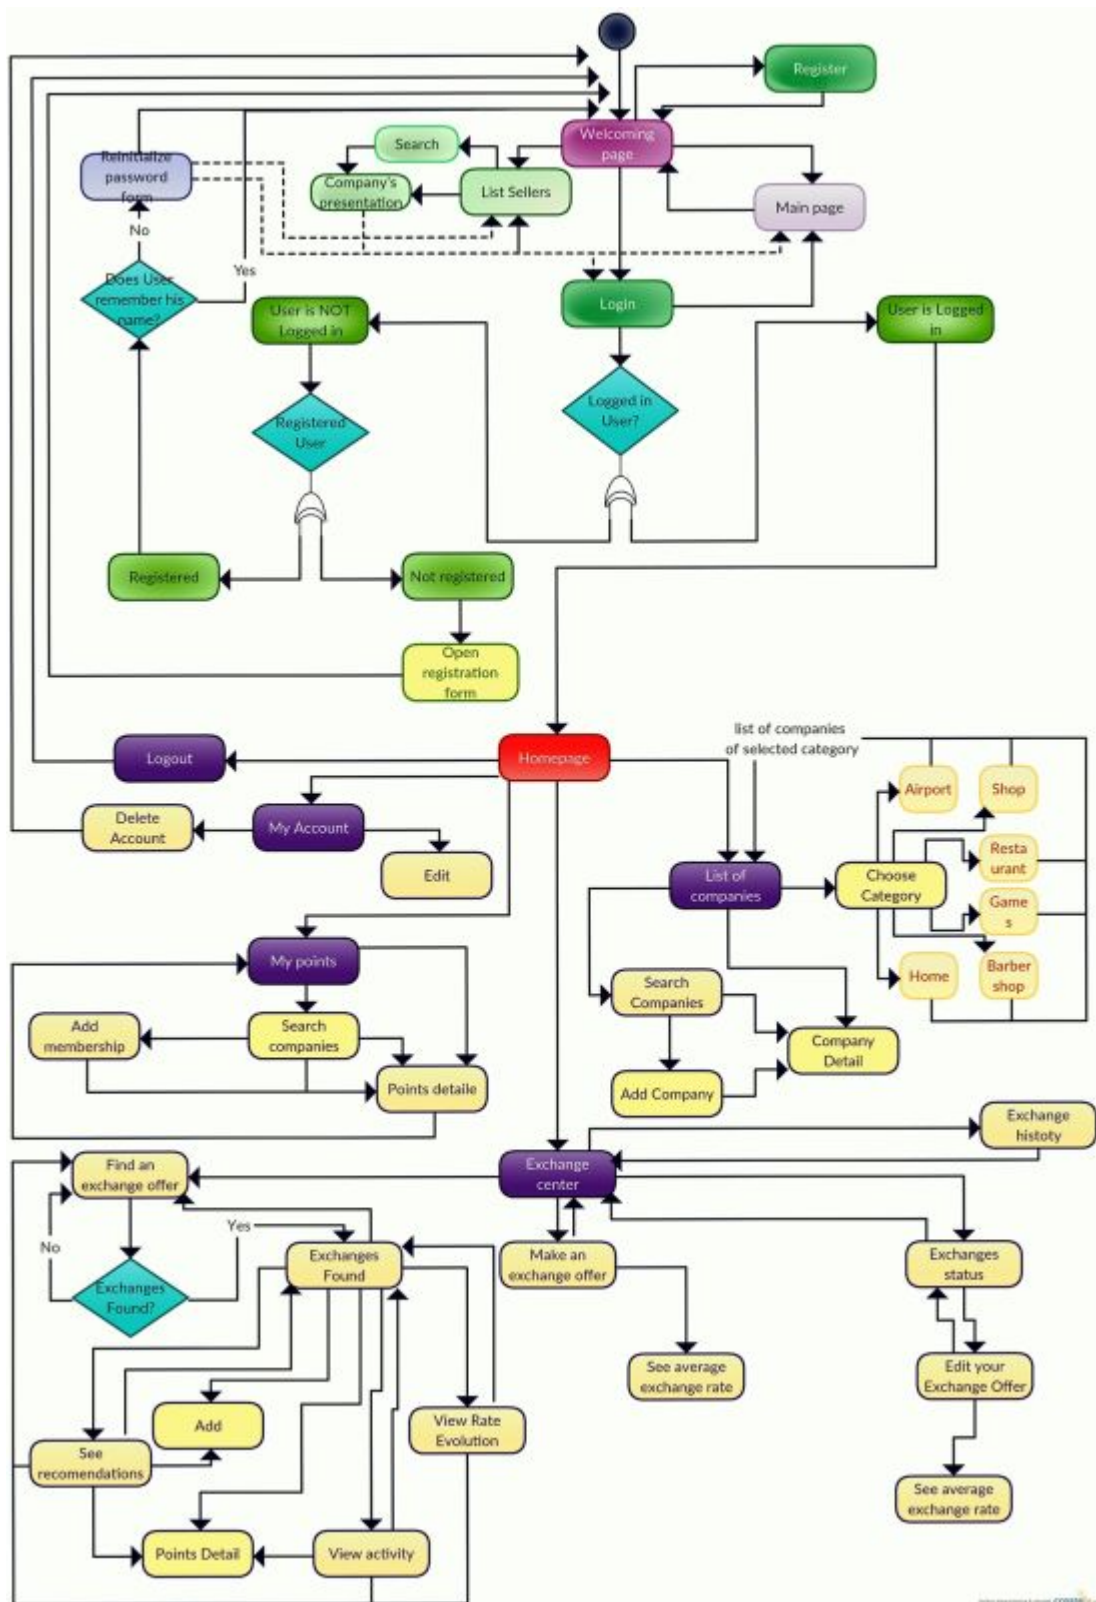 Register
Welcoming
page
Search
Reinitialize
password
form
Company's
presentation
List Sellers
Main page
No
Yes
Does User
remember his
name?
User is NOT
Logged in
Login
User is Logged
in
Registered
User
Logged in
User?
Registered
Not registered
Open
registration
form
list of companies
of selected category
Logout
Homepage
Airport
Shop
Delete
Account
My Account
Edit
Resta
urant
List of
companies
Choose
Category
Game
s
My points
Home
Barber
shop
Search
Companies
Add
membership
Search
companies
Company
Detail
Points detaile
Add Company
Exchange
histoty
Find an
exchange offer
Exchange
center
Yes
No
Exchanges
Found
Make an
exchange offer
Exchanges
status
Exchanges
Found?
See average
exchange rate
Edit your
Exchange Offer
Add
View Rate
Evolution
See
recomendations
See average
exchange rate
Points Detail
View activity